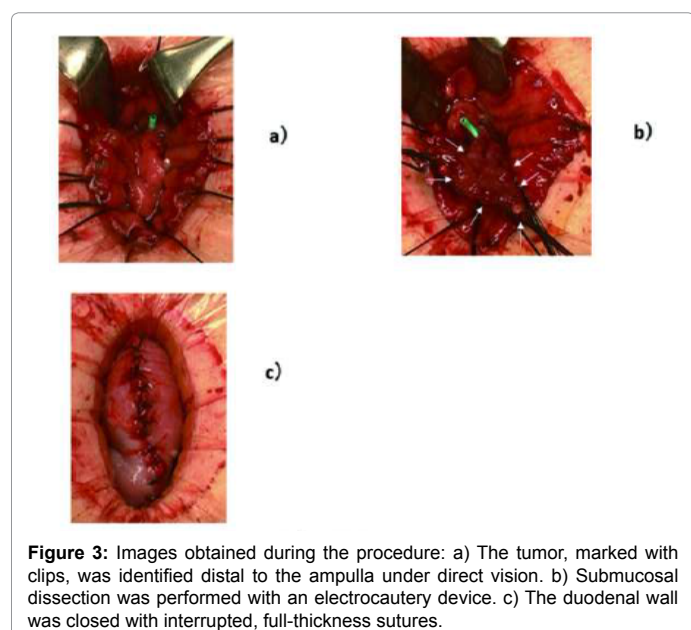 a)
b)
c)
Figure 3: Images obtained during the procedure: a) The tumor, marked with
clips, was identified distal to the ampulla under direct vision. b) Submucosal
dissection was performed with an electrocautery device. c) The duodenal wall
was closed with interrupted, full-thickness sutures.